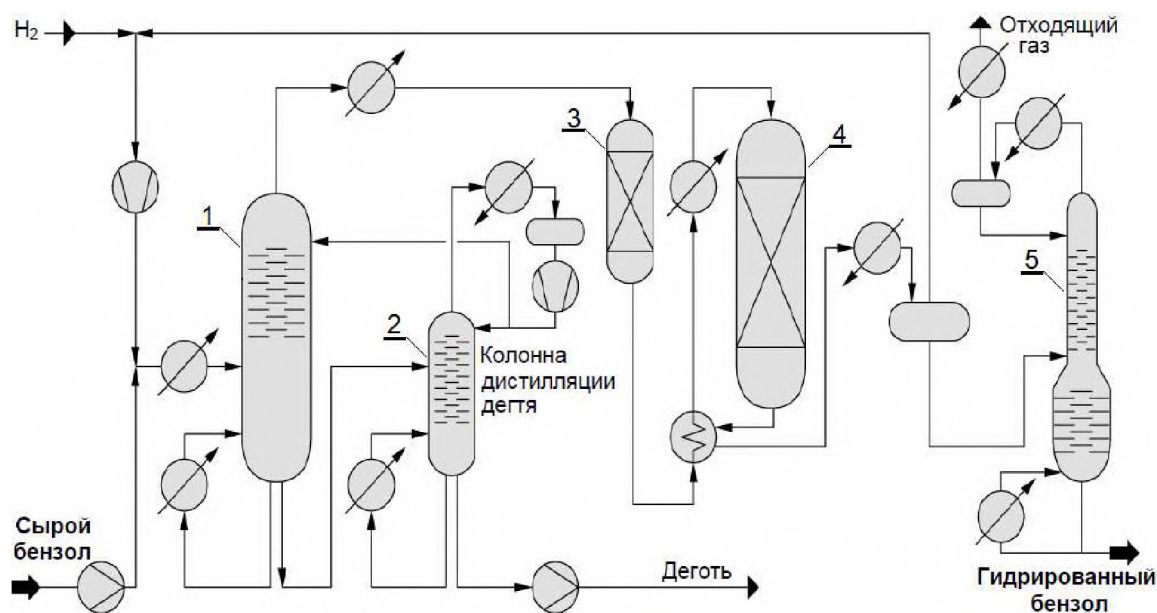 H₂
Отходящий
газ
3
4
1
5
2
Колонна
дистилляции
дегтя
Сырой
бензол
Деготь
Гидрированный
бензол